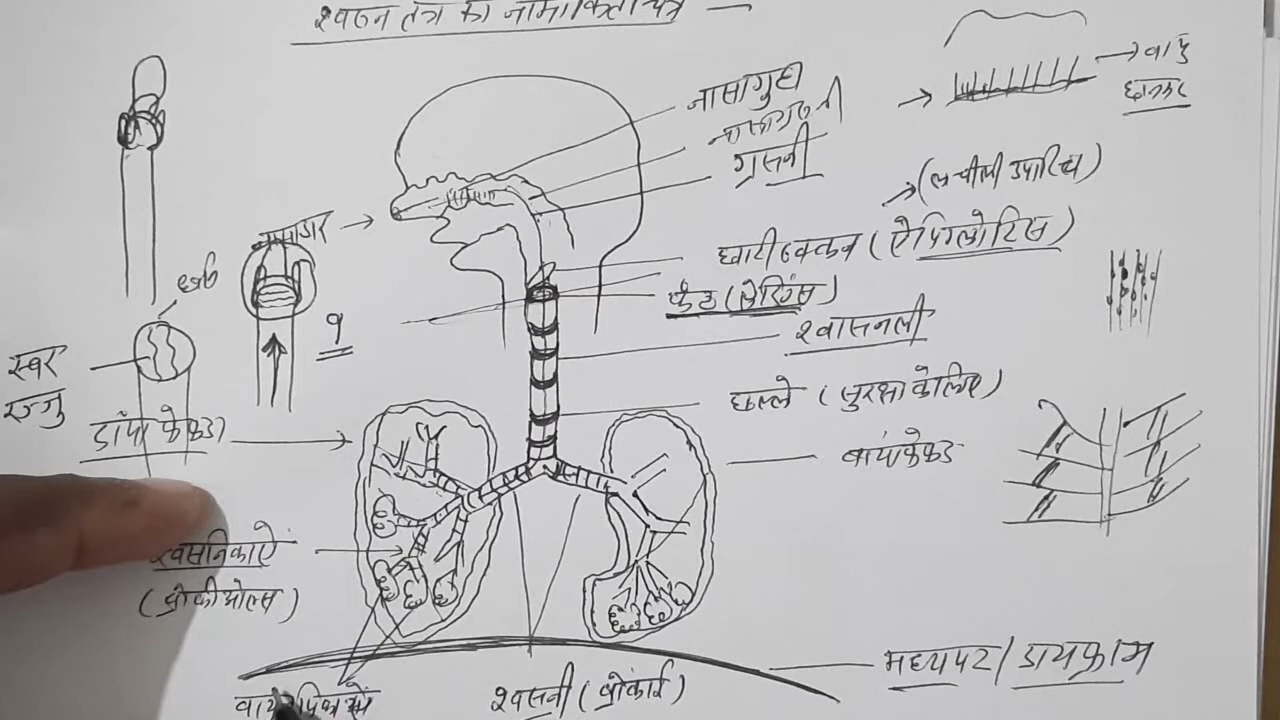 श्वसन तंत्र का नामांकित चित्र
नासागुहा
ग्रसनी
(लचीली उपास्थि)
घाटी ढक्कन (ऐपिग्लोटिस)
कंठ (लेरिंग्स)
१
श्वासनली
स्वर
रज्जु
छल्ले (सुरक्षा के लिए)
दांया फेफड़ा
बायां फेफड़
श्वसनिकाऐं
(ब्रोंकीओल्स)
मध्यपट / डायफ्राम
श्वसनी (ब्रोंकाई)